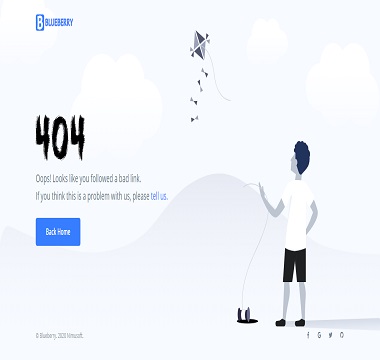 BLUEBERRY
404
Oops! Looks like you followed a bad link.
If you think this is a problem with us, please tell us.
Back Home
© Blueberry. 2020 Nimusoft.